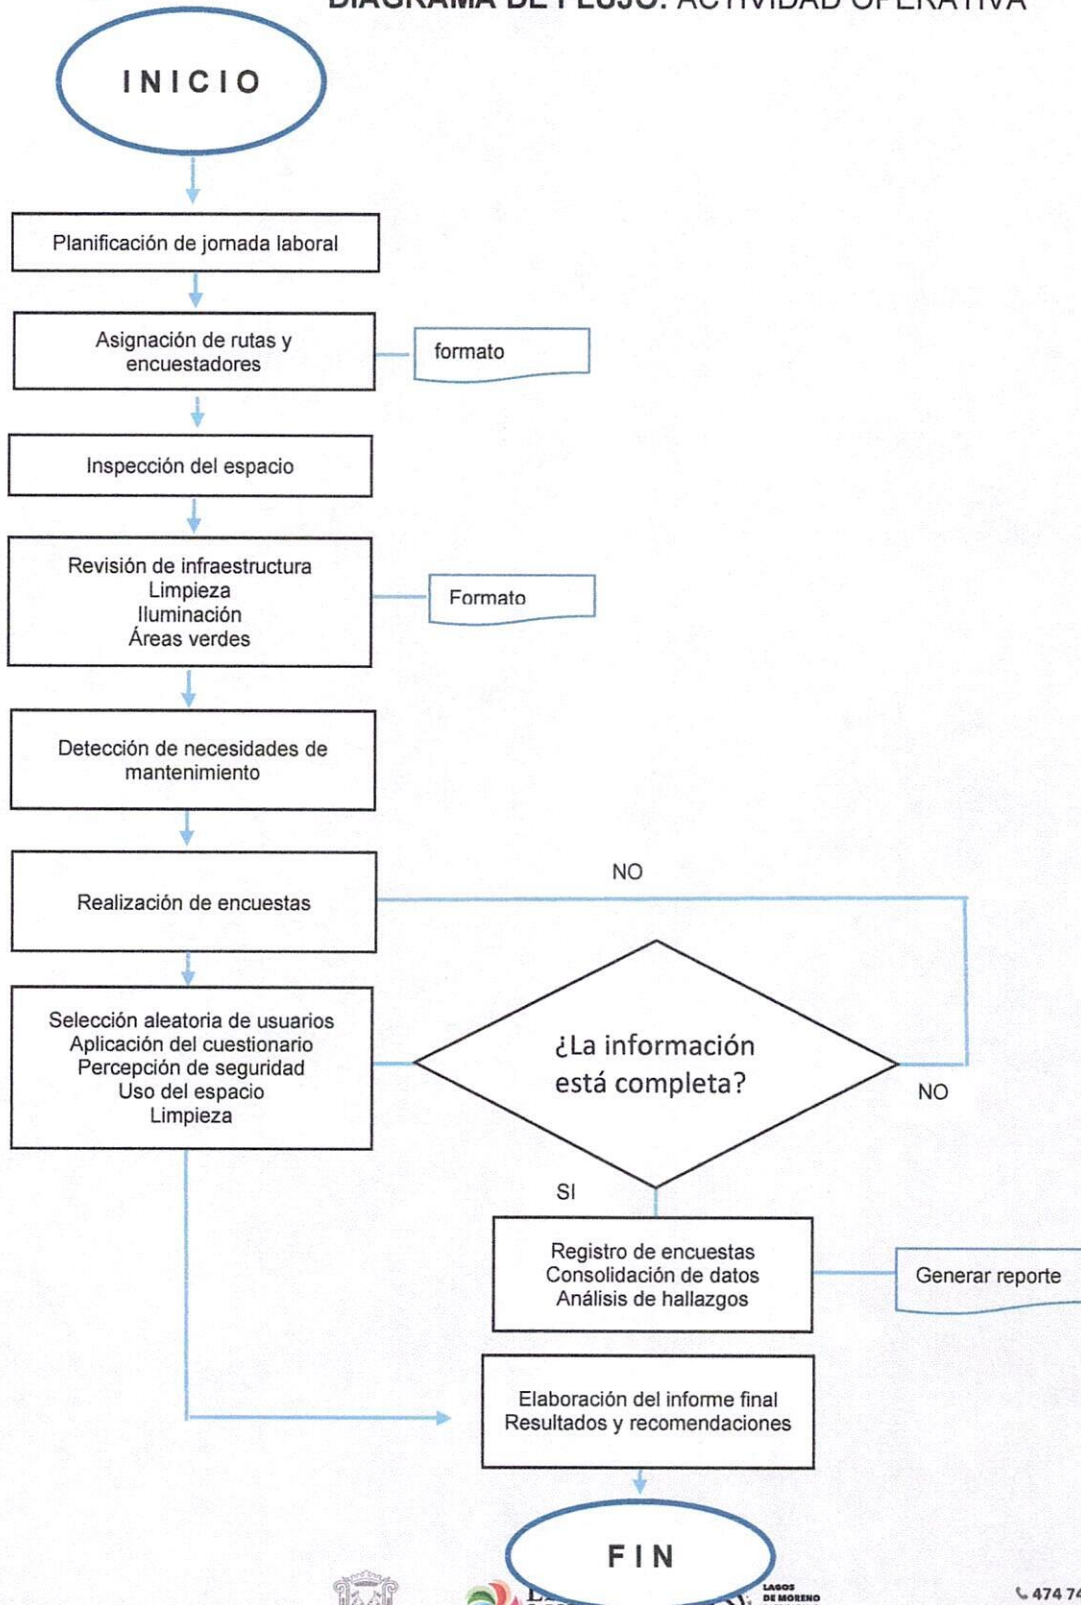 DIAGRAMA DE FLUJO: ACTIVIDAD OPERATIVA
INICIO
Planificación de jornada laboral
Asignación de rutas y
encuestadores
formato
Inspección del espacio
Revisión de infraestructura
Limpieza
Iluminación
Áreas verdes
Formato
Detección de necesidades de
mantenimiento
Realización de encuestas
NO
Selección aleatoria de usuarios
Aplicación del cuestionario
Percepción de seguridad
Uso del espacio
Limpieza
¿La información
está completa?
NO
SI
Registro de encuestas
Consolidación de datos
Análisis de hallazgos
Generar reporte
Elaboración del informe final
Resultados y recomendaciones
FIN
LAGOS
DE MORENO
474 74